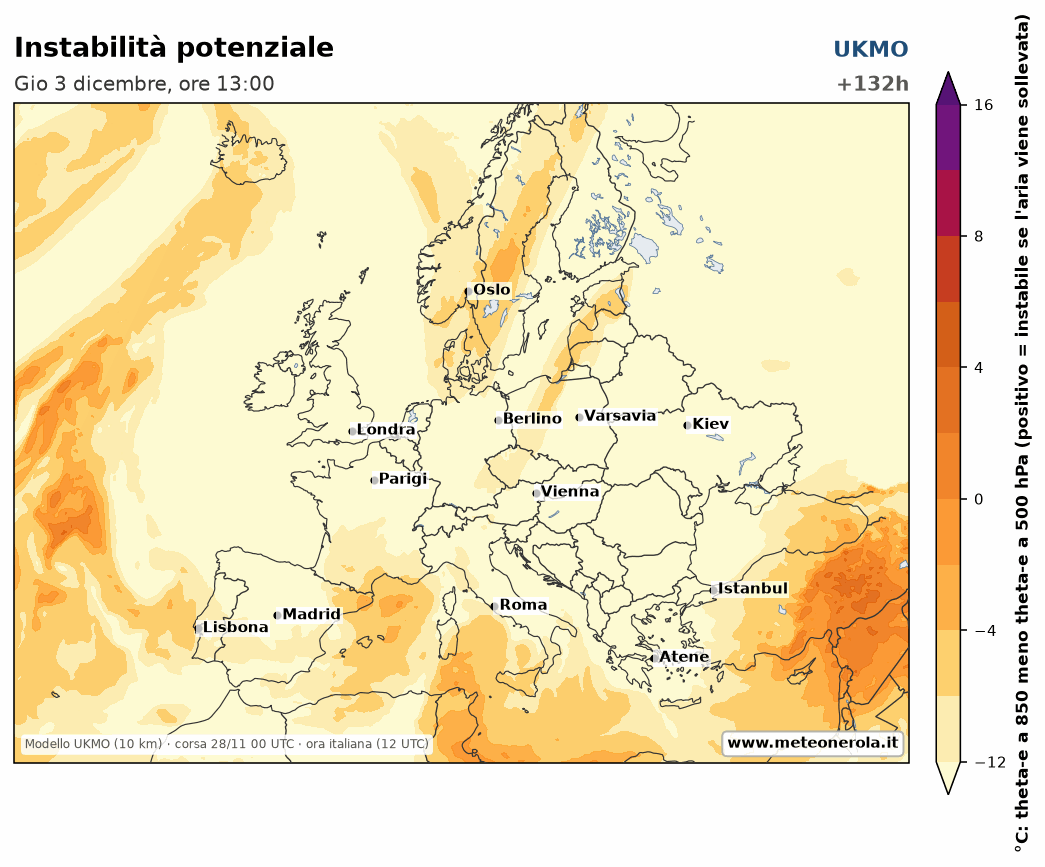 Instabilità potenziale
UKMO
Gio 3 dicembre, ore 13:00
+132h
Oslo
Londra
Berlino
Varsavia
Kiev
Parigi
Vienna
Istanbul
Roma
Madrid
Lisbona
Atene
Modello UKMO (10 km) · corsa 28/11 00 UTC · ora italiana (12 UTC)
www.meteonerola.it
16
8
4
0
−4
−12
°C: theta-e a 850 meno theta-e a 500 hPa (positivo = instabile se l'aria viene sollevata)